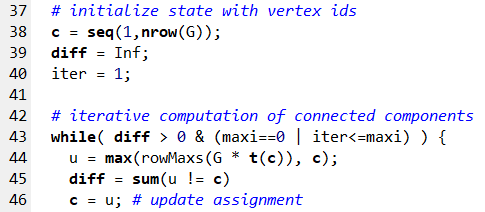 37 # initialize state with vertex ids
38 c = seq(1,nrow(G));
39 diff = Inf;
40 iter = 1;
41
42 # iterative computation of connected components
43 while( diff > 0 & (maxi==0 | iter<=maxi) ) {
44 u = max(rowMaxs(G * t(c)), c);
45 diff = sum(u != c)
46 c = u; # update assignment